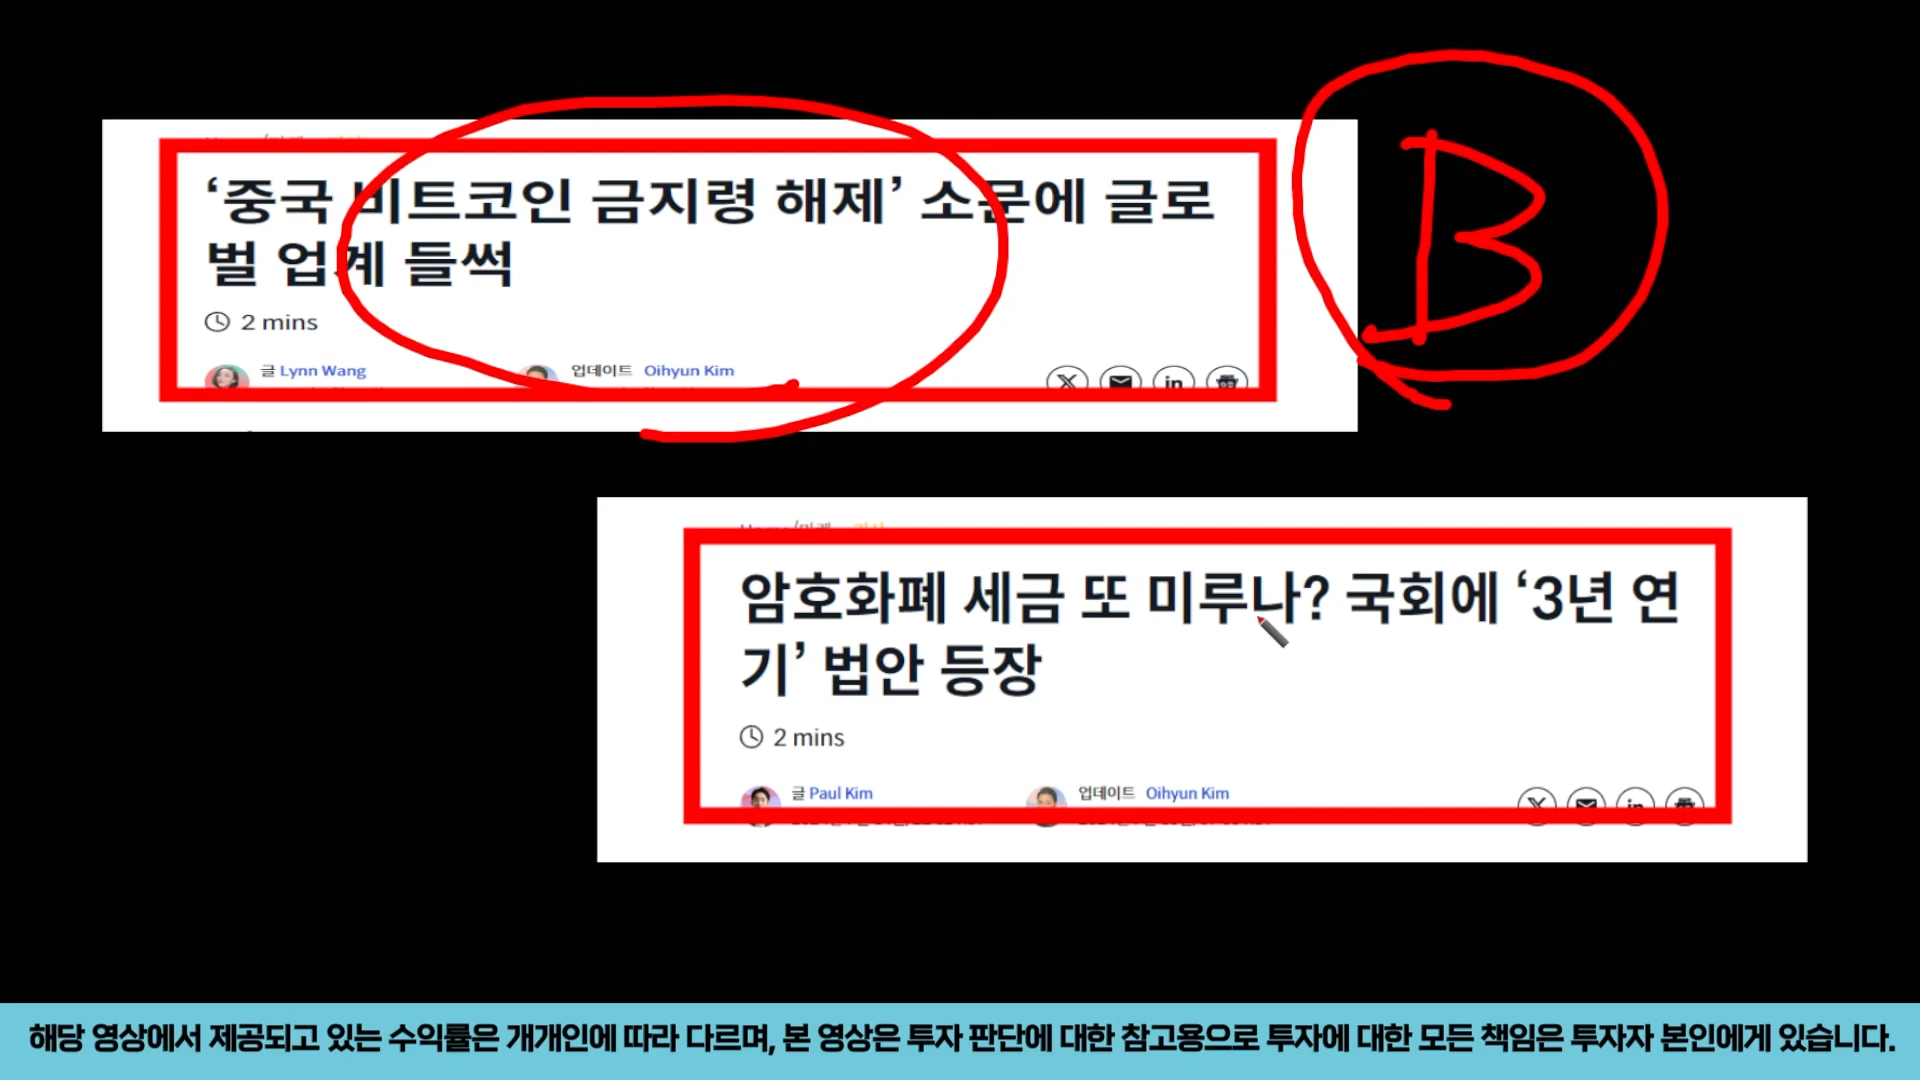 ‘중국 비트코인 금지령 해제’ 소문에 글로
벌 업계 들썩
2 mins
글 Lynn Wang
업데이트 Oihyun Kim
B
암호화폐 세금 또 미루나? 국회에 ‘3년 연
기’ 법안 등장
2 mins
글 Paul Kim
업데이트 Oihyun Kim
해당 영상에서 제공되고 있는 수익률은 개개인에 따라 다르며, 본 영상은 투자 판단에 대한 참고용으로 투자에 대한 모든 책임은 투자자 본인에게 있습니다.